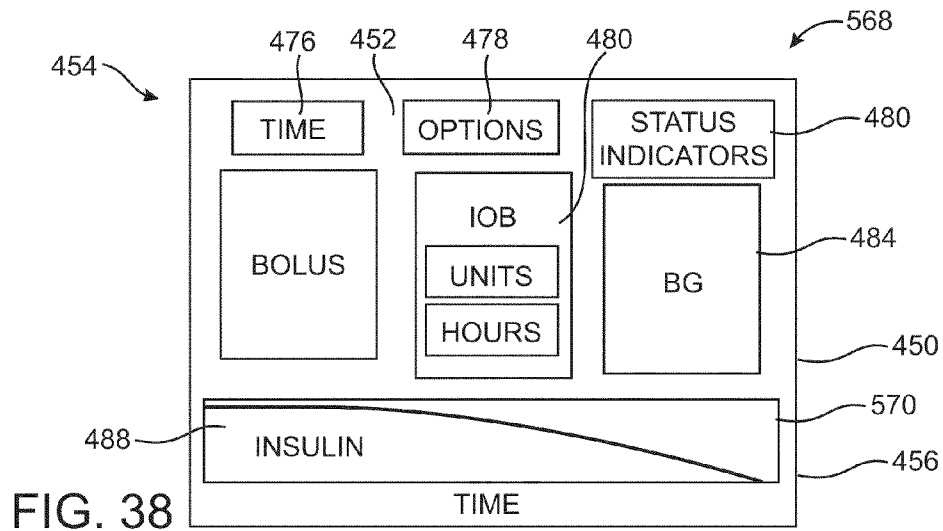 568
476
452
478
480
454
TIME
OPTIONS
STATUS
INDICATORS
480
BOLUS
IOB
UNITS
HOURS
BG
484
450
570
488
INSULIN
456
TIME
FIG. 38